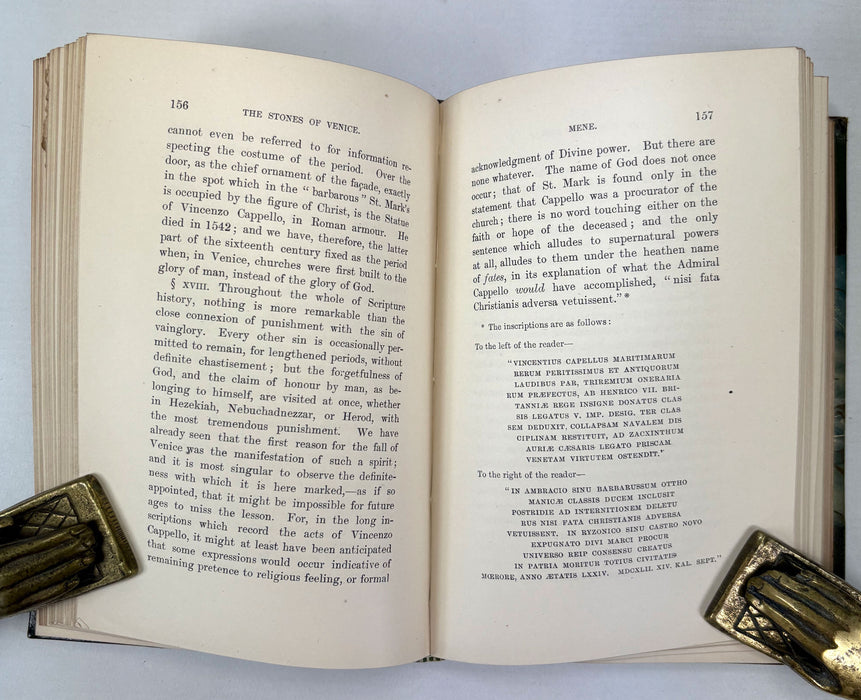 156
THE STONES OF VENICE.
cannot even be referred to for information re-
specting the costume of the period. Over the
door, as the chief ornament of the façade, exactly
in the spot which in the "barbarous" St. Mark's
is occupied by the figure of Christ, is the Statue
of Vincenzo Cappello, in Roman armour. He
died in 1542; and we have, therefore, the latter
part of the sixteenth century fixed as the period
when, in Venice, churches were first built to the
glory of man, instead of the glory of God.
§ XVIII. Throughout the whole of Scripture
history, nothing is more remarkable than the
close connexion of punishment with the sin of
vainglory. Every other sin is occasionally per-
mitted to remain, for lengthened periods, without
definite chastisement; but the forgetfulness of
God, and the claim of honour by man, as be-
longing to himself, are visited at once, whether
in Hezekiah, Nebuchadnezzar, or Herod, with
the most tremendous punishment. We have
already seen that the first reason for the fall of
Venice was the manifestation of such a spirit;
and it is most singular to observe the definite-
ness with which it is here marked,—as if so
appointed, that it might be impossible for future
ages to miss the lesson. For, in the long in-
scriptions which record the acts of Vincenzo
Cappello, it might at least have been anticipated
that some expressions would occur indicative of
remaining pretence to religious feeling, or formal
MENE.
157
acknowledgment of Divine power. But there are
none whatever. The name of God does not once
occur; that of St. Mark is found only in the
statement that Cappello was a procurator of the
church; there is no word touching either on the
faith or hope of the deceased; and the only
sentence which alludes to supernatural powers
at all, alludes to them under the heathen name
of fates, in its explanation of what the Admiral
Cappello would have accomplished, "nisi fata
Christianis adversa vetuissent."*
* The inscriptions are as follows:
To the left of the reader—
"VINCENTIUS CAPELLUS MARITIMARUM
RERUM PERITISSIMUS ET ANTIQUORUM
LAUDIBUS PAR, TRIREMIUM ONERARIA
RUM PRÆFECTUS, AB HENRICO VII. BRI-
TANNIÆ REGE INSIGNE DONATUS CLAS
SIS LEGATUS V. IMP. DESIG. TER CLAS
SEM DEDUXIT, COLLAPSAM NAVALEM DIS
CIPLINAM RESTITUIT, AD ZACXINTHUM
AURIÆ CÆSARIS LEGATO PRISCAM
VENETAM VIRTUTEM OSTENDIT."
To the right of the reader—
"IN AMBRACIO SINU BARBARUSSUM OTTHO
MANICÆ CLASSIS DUCEM INCLUSIT
POSTRIDIE AD INTERNITIONEM DELETU
RUS NISI FATA CHRISTIANIS ADVERSA
VETUISSENT. IN RYZONICO SINU CASTRO NOVO
EXPUGNATO DIVI MARCI PROCUR
UNIVERSO REIP CONSENSU CREATUS
IN PATRIA MORITUR TOTIUS CIVITATIS
MŒRORE, ANNO ÆTATIS LXXIV. MDCXLII. XIV. KAL. SEPT."